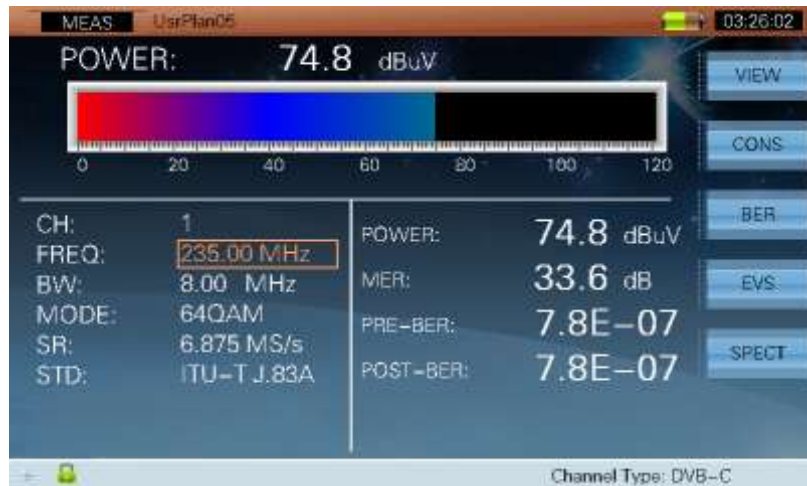 MEAS UsrPlan05 03:26:02
POWER: 74.8 dBuV
VIEW
CONS
0 20 40 60 80 100 120
CH: 1
FREQ: 235.00 MHz
BW: 8.00 MHz
MODE: 64QAM
SR: 6.875 MS/s
STD: ITU-T J.83A
POWER: 74.8 dBuV
MER: 33.6 dB
PRE-BER: 7.8E-07
POST-BER: 7.8E-07
BER
EVS
SPECT
Channel Type: DVB-C